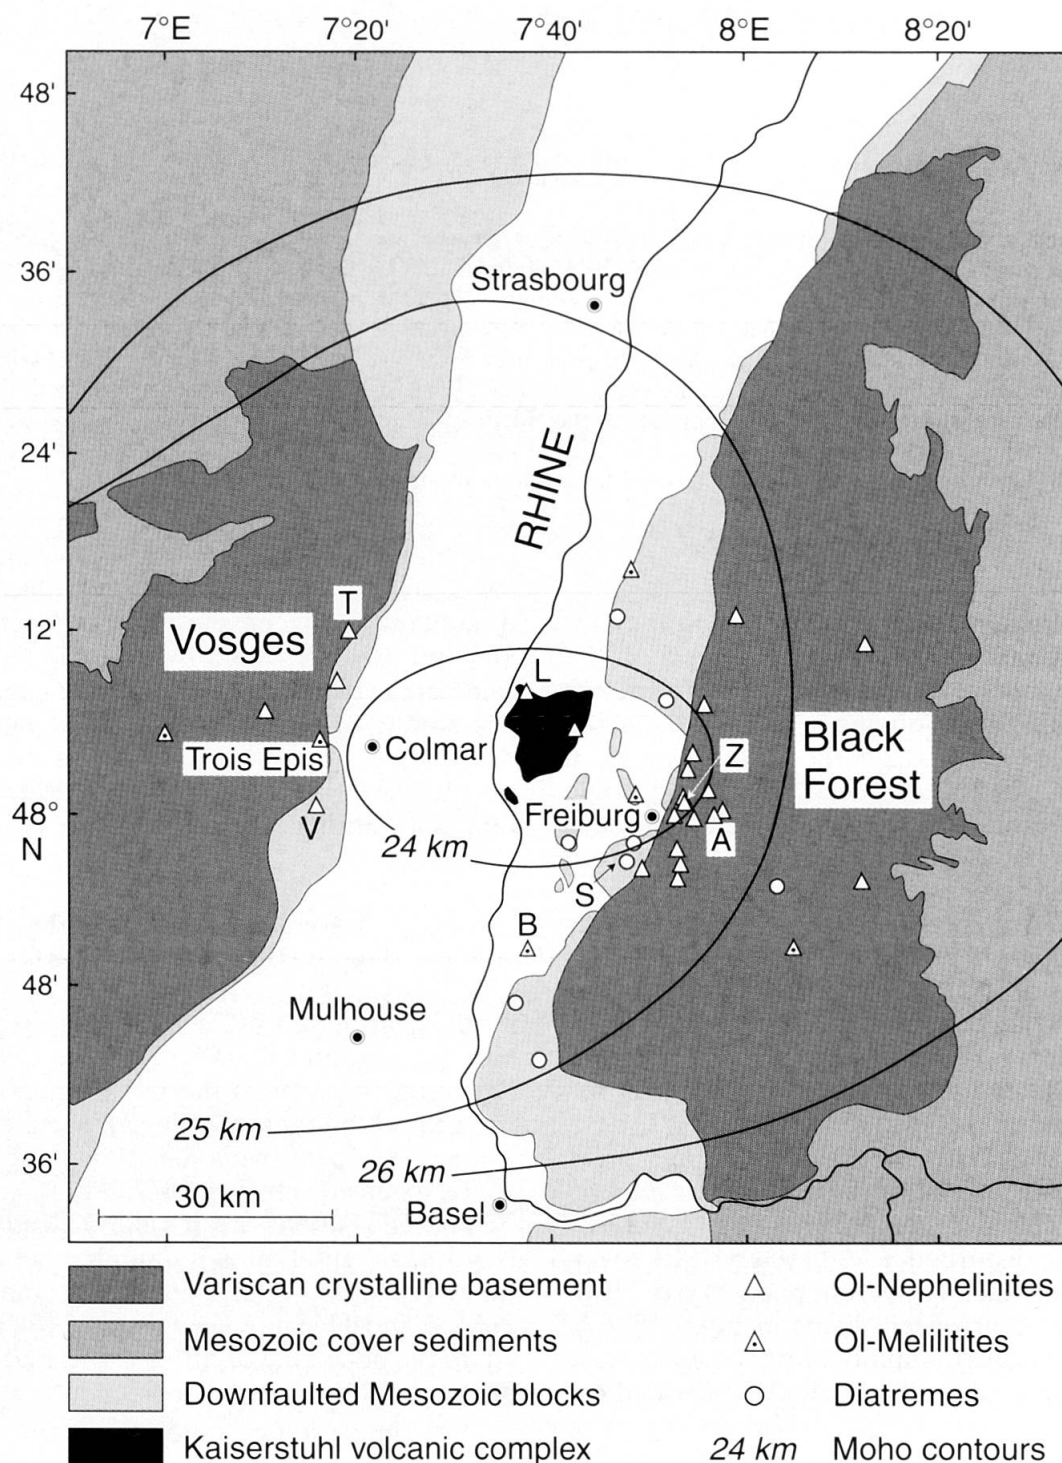 7°E 7°20' 7°40' 8°E 8°20'
48'
36'
Strasbourg
24'
RHINE
T
12'
Vosges
L
Black
Forest
Z
Colmar
Trois Epis
48°
N
Freiburg
V
A
24 km
S
B
48'
Mulhouse
25 km
36'
26 km
30 km
Basel
Variscan crystalline basement
Mesozoic cover sediments
Downfaulted Mesozoic blocks
Kaiserstuhl volcanic complex
Ol-Nephelinites
Ol-Melilitites
Diatremes
24 km Moho contours